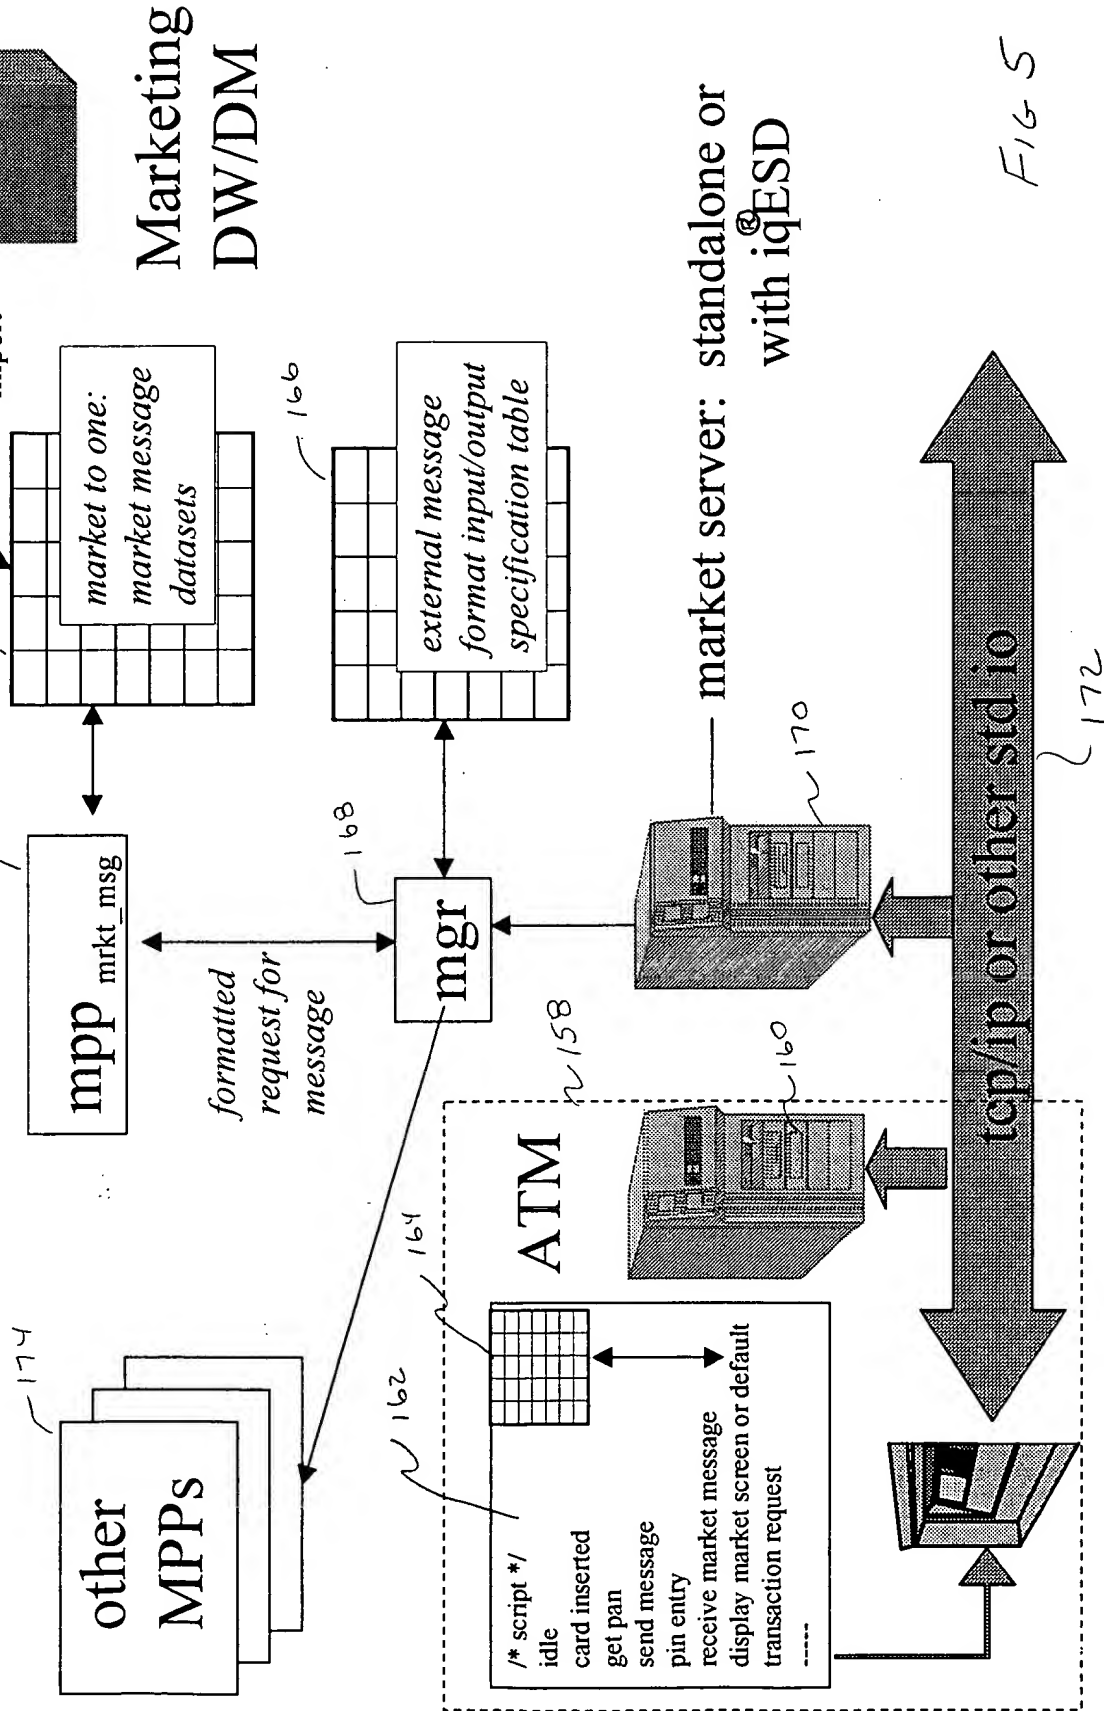 174
other
MPPs
mpp mrkt_msg
market to one:
market message
datasets
Marketing
DW/DM
formatted
request for
message
168
mgr
166
external message
format input/output
specification table
162
164
ATM
158
/* script */
idle
card inserted
get pan
send message
pin entry
receive market message
display market screen or default
transaction request
-----
160
170
market server: standalone or
with iq®ESD
tcp/ip or other std io
172
FIG 5